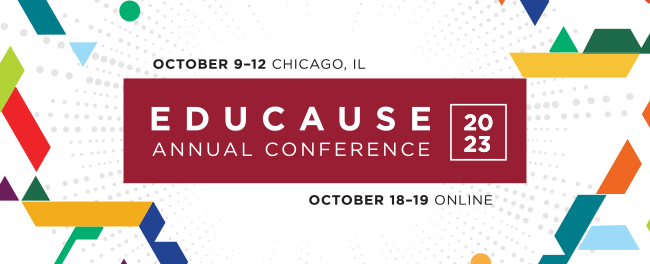 OCTOBER 9–12 CHICAGO, IL
EDUCAUSE
ANNUAL CONFERENCE
20
23
OCTOBER 18–19 ONLINE